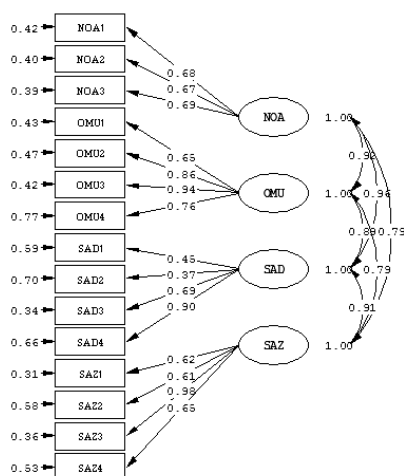 0.42 NOA1
0.40 NOA2
0.39 NOA3
0.43 OMU1
0.47 OMU2
0.42 OMU3
0.77 OMU4
0.59 SAD1
0.70 SAD2
0.34 SAD3
0.66 SAD4
0.31 SAZ1
0.58 SAZ2
0.36 SAZ3
0.53 SAZ4
0.68
0.67
0.69
0.65
0.86
0.94
0.76
0.45
0.37
0.69
0.90
0.62
0.61
0.98
0.65
NOA 1.00
OMU 1.00
SAD 1.00
SAZ 1.00
0.92
0.96
0.89
0.79
0.79
0.91